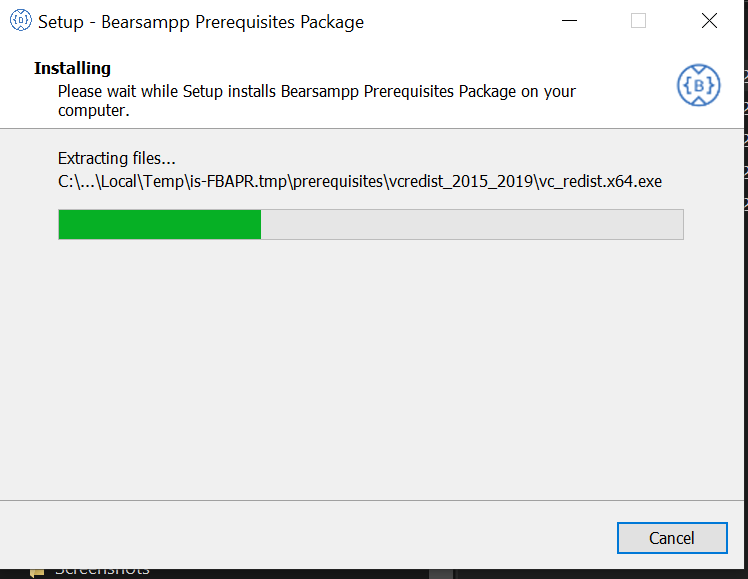 Setup - Bearsampp Prerequisites Package
Installing
Please wait while Setup installs Bearsampp Prerequisites Package on your
computer.
{B}
Extracting files...
C:\...\Local\Temp\is-FBAPR.tmp\prerequisites\vcredist_2015_2019\vc_redist.x64.exe
Cancel
Screenshots